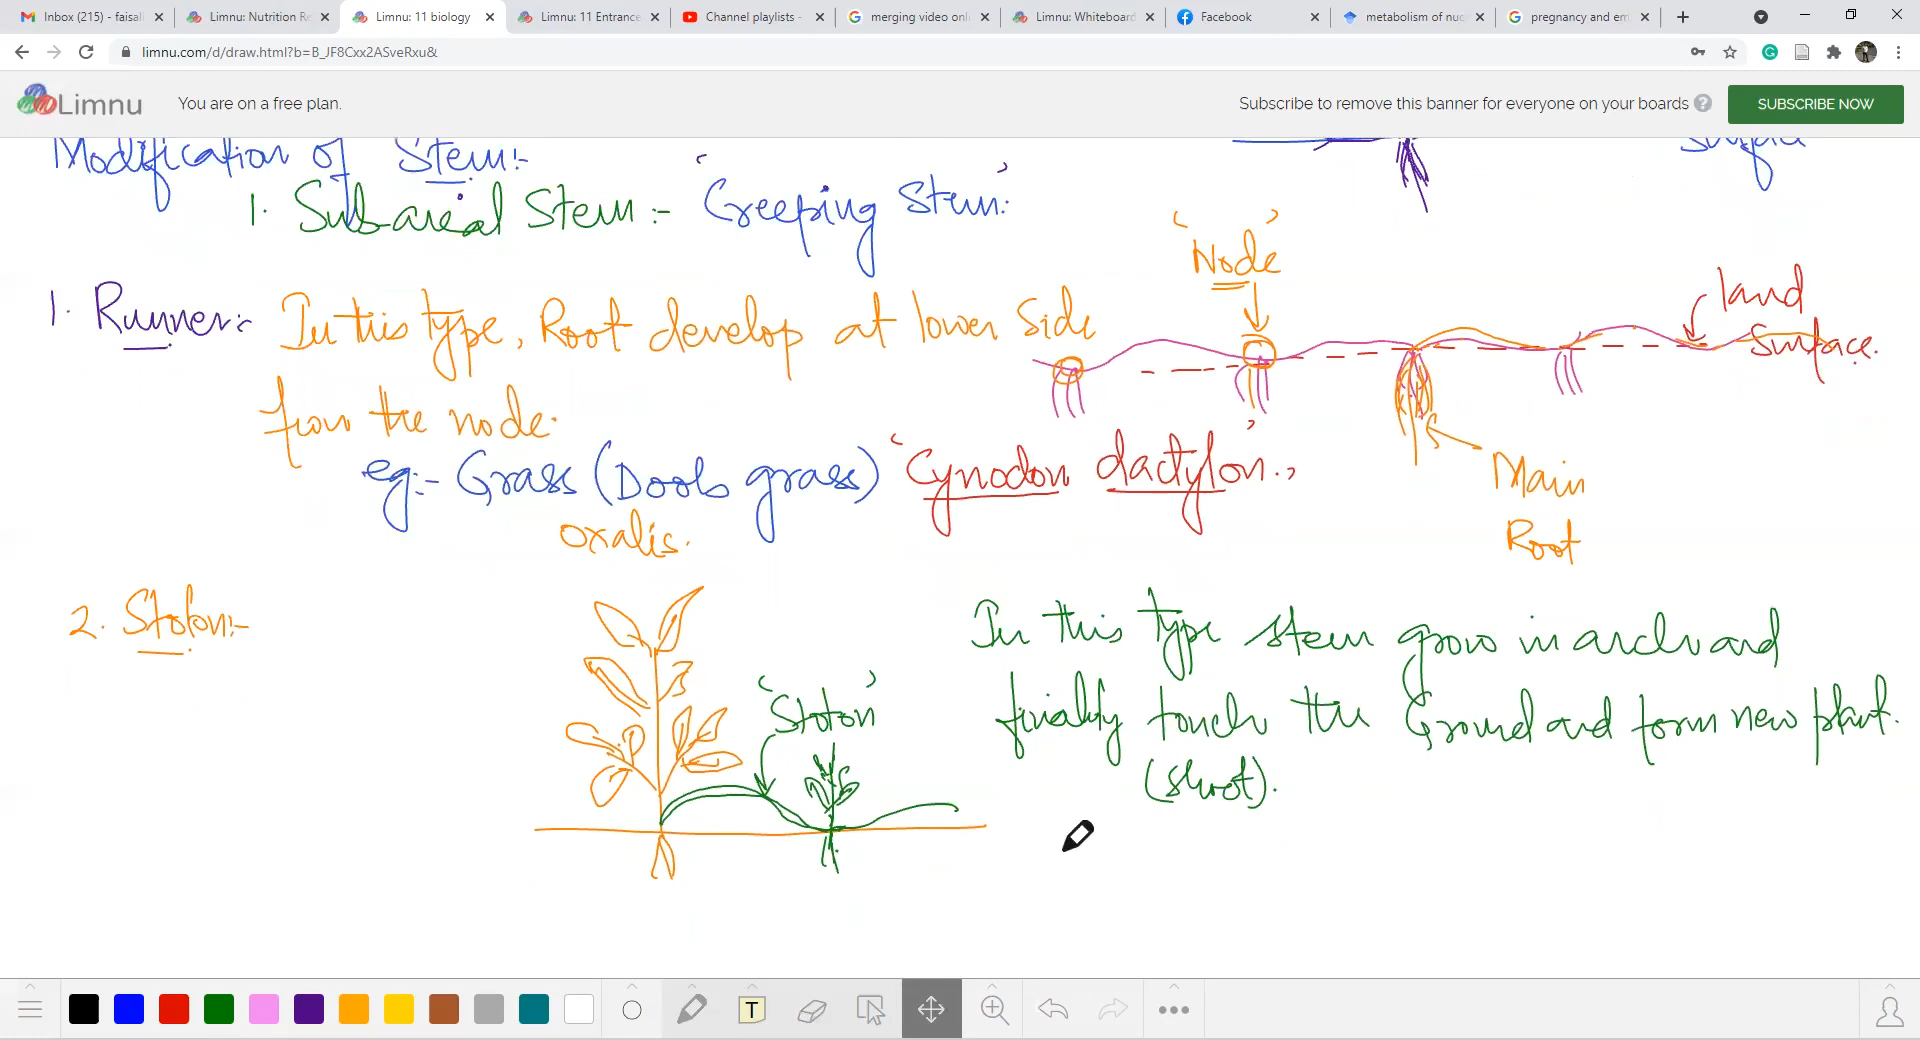 Inbox (215) - faisall
Limnu: Nutrition Re
Limnu: 11 biology
Limnu: 11 Entrance
Channel playlists -
merging video onl
Limnu: Whiteboard
Facebook
metabolism of nuc
pregnancy and em
limnu.com/d/draw.html?b=B_JF8Cxx2ASveRxu&
Limnu
You are on a free plan.
Subscribe to remove this banner for everyone on your boards
SUBSCRIBE NOW
Modification of Stem:-
1. Sub-areial Stem :- 'Creeping Stem:'
'Node'
land
surface.
1. Runner:- In this type, Root develop at lower Side
from the node.
eg:- Grass (Doob grass) 'Cynodon dactylon.'
oxalis.
Main
Root
2. Stolon:-
'Stolon'
In this type stem grow in arch and
finally touch the Ground and form new plant.
(shoot).
T